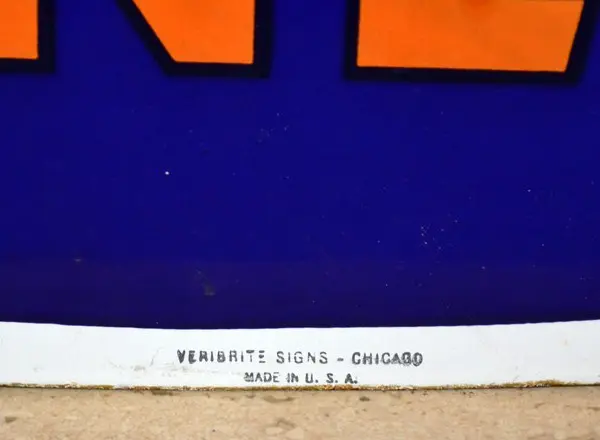 VERIBRITE SIGNS - CHICAGO
MADE IN U. S. A.